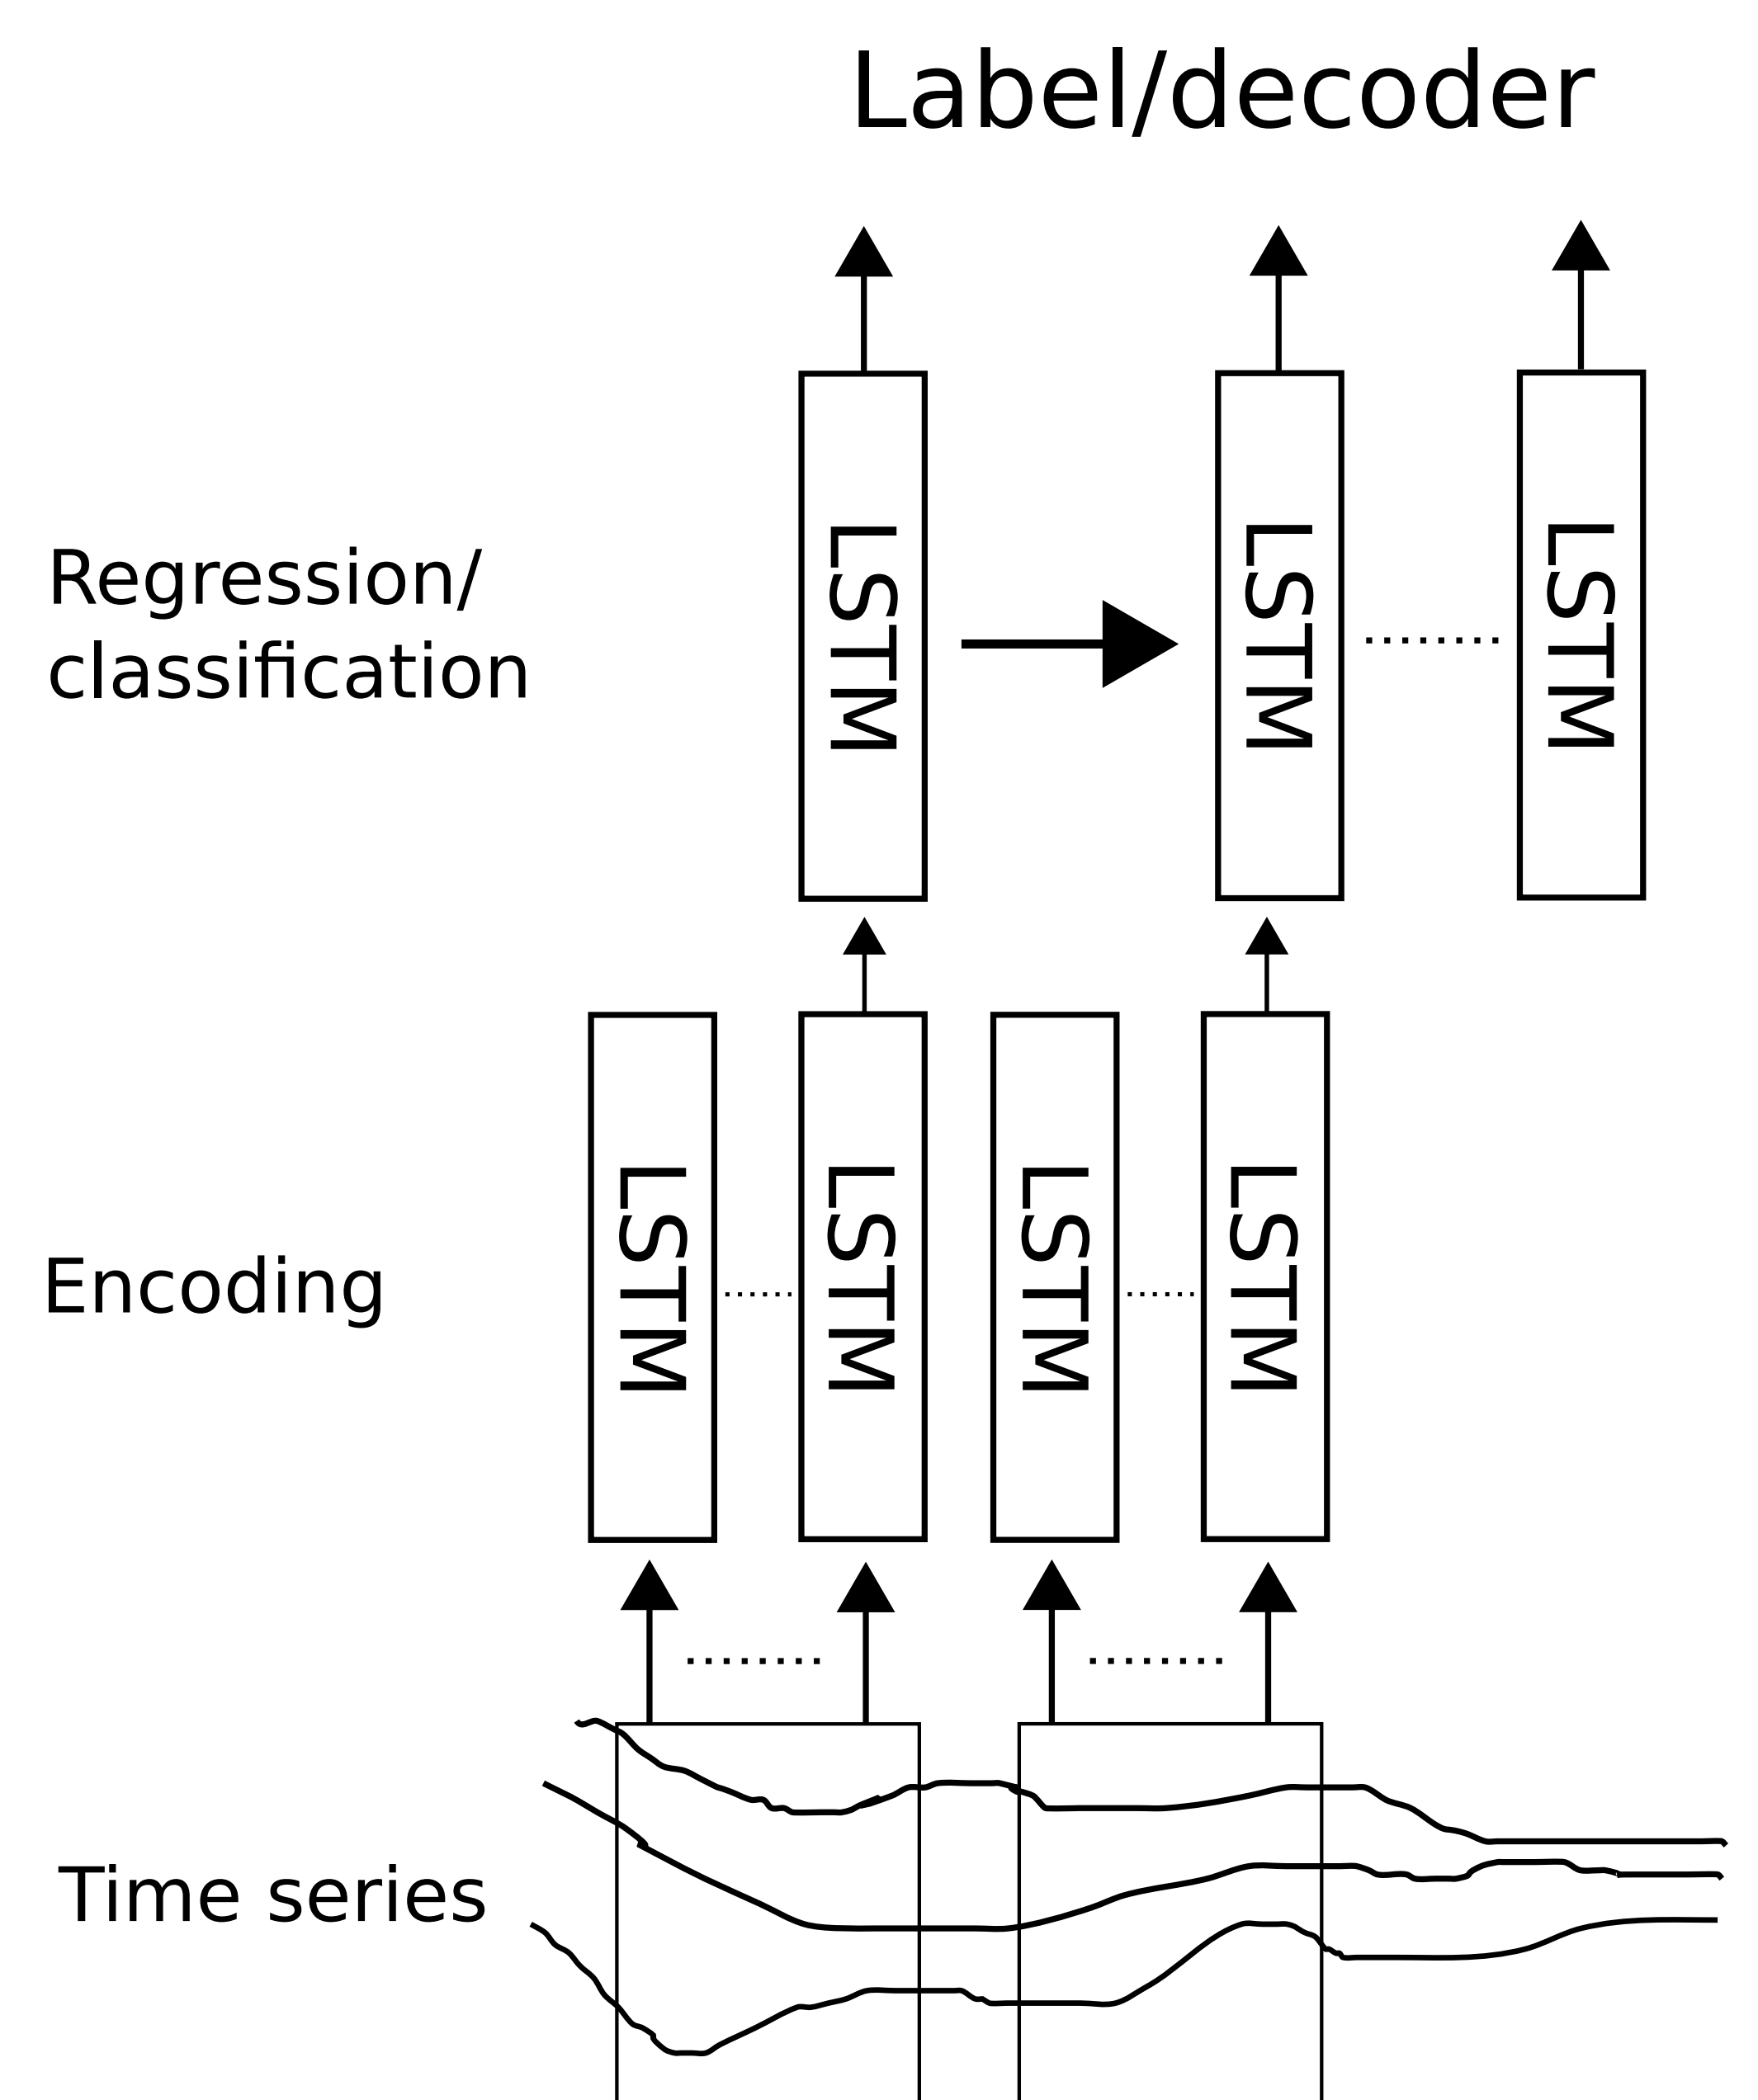 Label/decoder
Regression/
classification
LSTM
LSTM
LSTM
Encoding
LSTM
LSTM
LSTM
LSTM
Time series